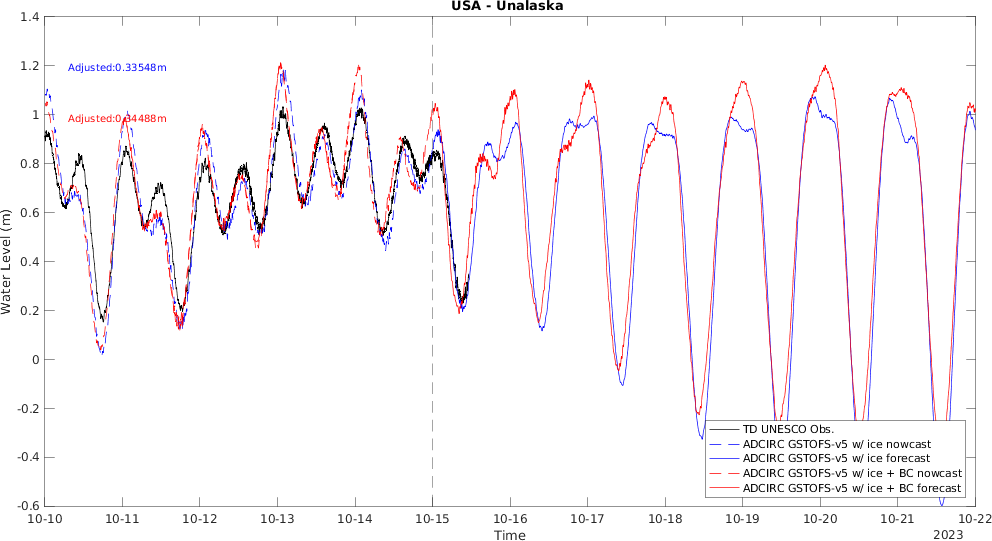 USA - Unalaska
1.4
1.2
1
0.8
0.6
0.4
0.2
0
-0.2
-0.4
-0.6
Water Level (m)
Adjusted:0.33548m
Adjusted:0.34488m
TD UNESCO Obs.
ADCIRC GSTOFS-v5 w/ ice nowcast
ADCIRC GSTOFS-v5 w/ ice forecast
ADCIRC GSTOFS-v5 w/ ice + BC nowcast
ADCIRC GSTOFS-v5 w/ ice + BC forecast
10-10 10-11 10-12 10-13 10-14 10-15 10-16 10-17 10-18 10-19 10-20 10-21 10-22
Time
2023